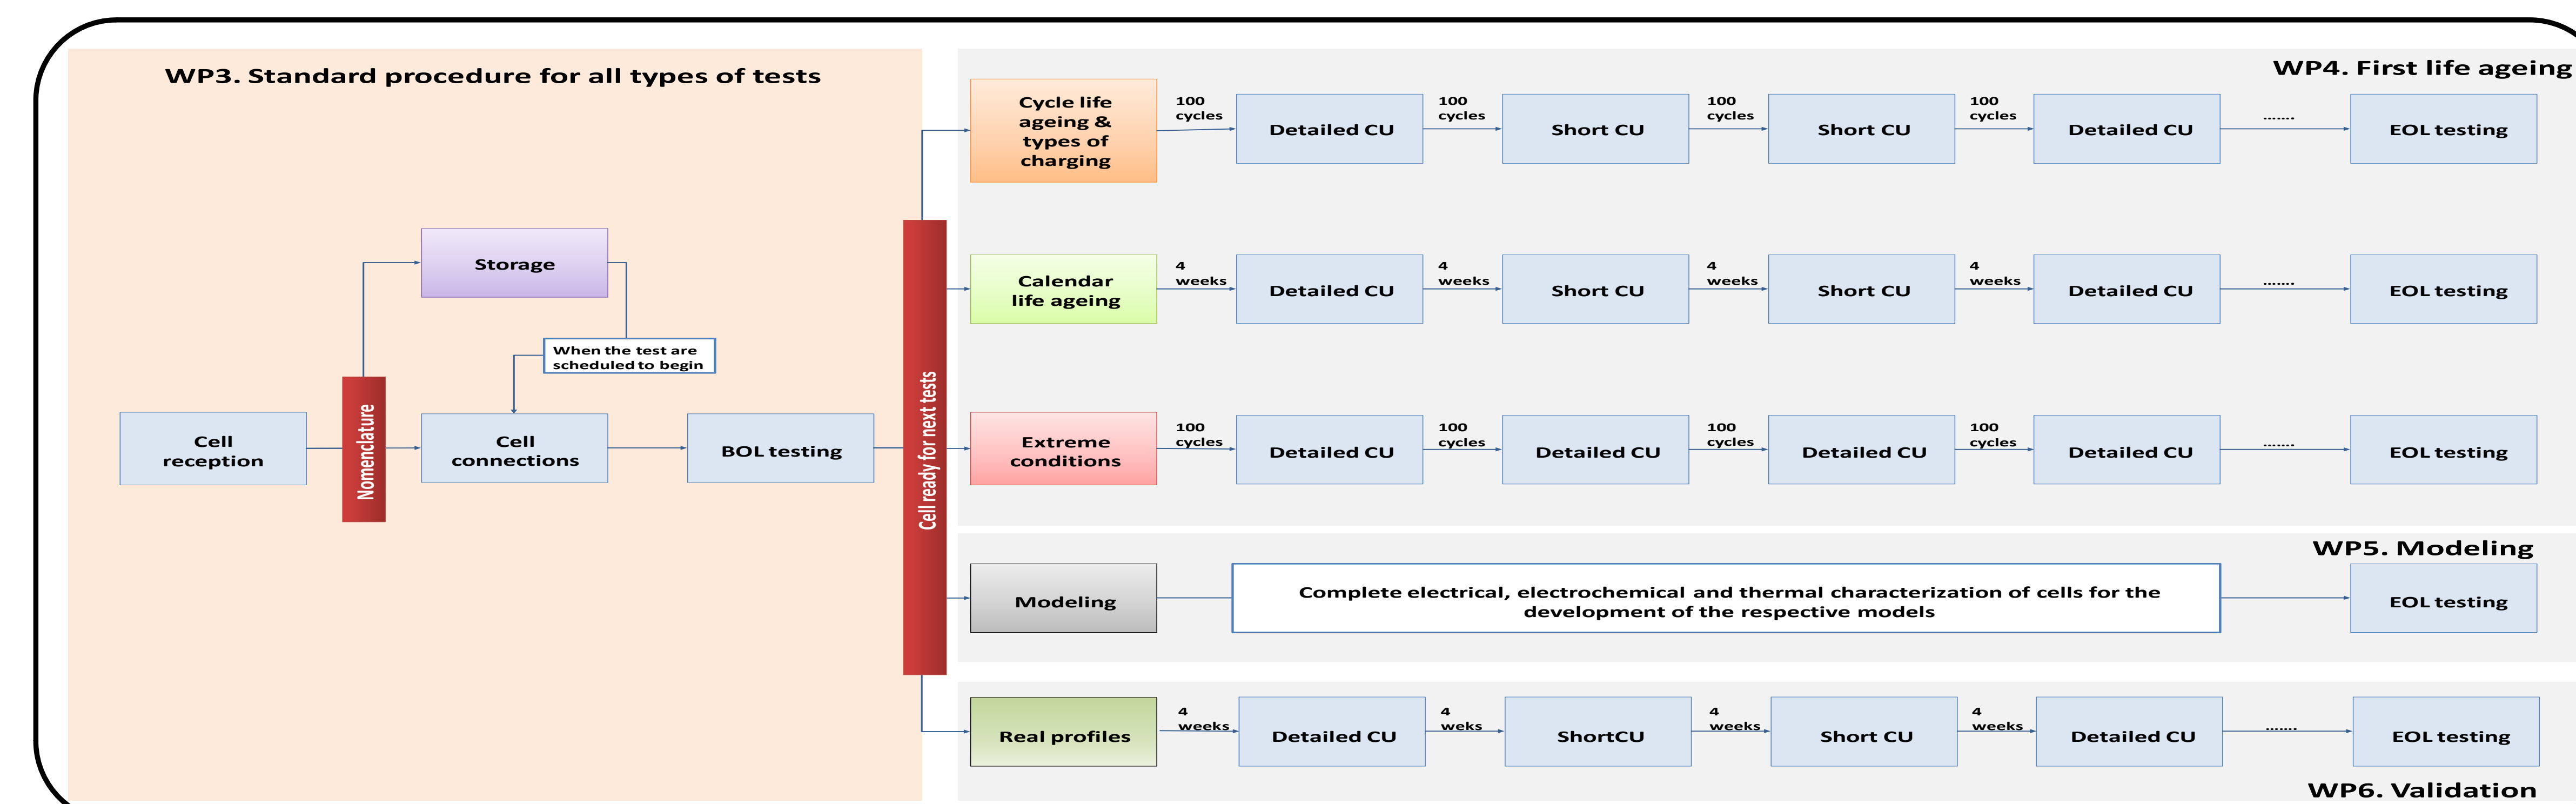 WP3. Standard procedure for all types of tests
Storage
When the test are
scheduled to begin
Cell
reception
Nomenclature
Cell
connections
BOL testing
Cell ready for next tests
WP4. First life ageing
Cycle life
ageing &
types of
charging
100
cycles
Detailed CU
100
cycles
Short CU
100
cycles
Short CU
100
cycles
Detailed CU
.......
EOL testing
Calendar
life ageing
4
weeks
Detailed CU
4
weeks
Short CU
4
weeks
Short CU
4
weeks
Detailed CU
.......
EOL testing
Extreme
conditions
100
cycles
Detailed CU
100
cycles
Detailed CU
100
cycles
Detailed CU
100
cycles
Detailed CU
.......
EOL testing
WP5. Modeling
Modeling
Complete electrical, electrochemical and thermal characterization of cells for the
development of the respective models
EOL testing
Real profiles
4
weeks
Detailed CU
4
weks
ShortCU
4
weeks
Short CU
4
weeks
Detailed CU
.......
EOL testing
WP6. Validation